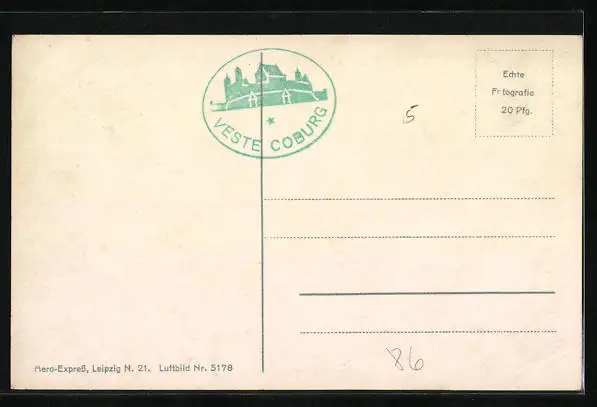 VESTE COBURG
Echte
Fotografie
20 Pfg.
5
Aero-Expreß, Leipzig N. 21. Luftbild Nr. 5178
86